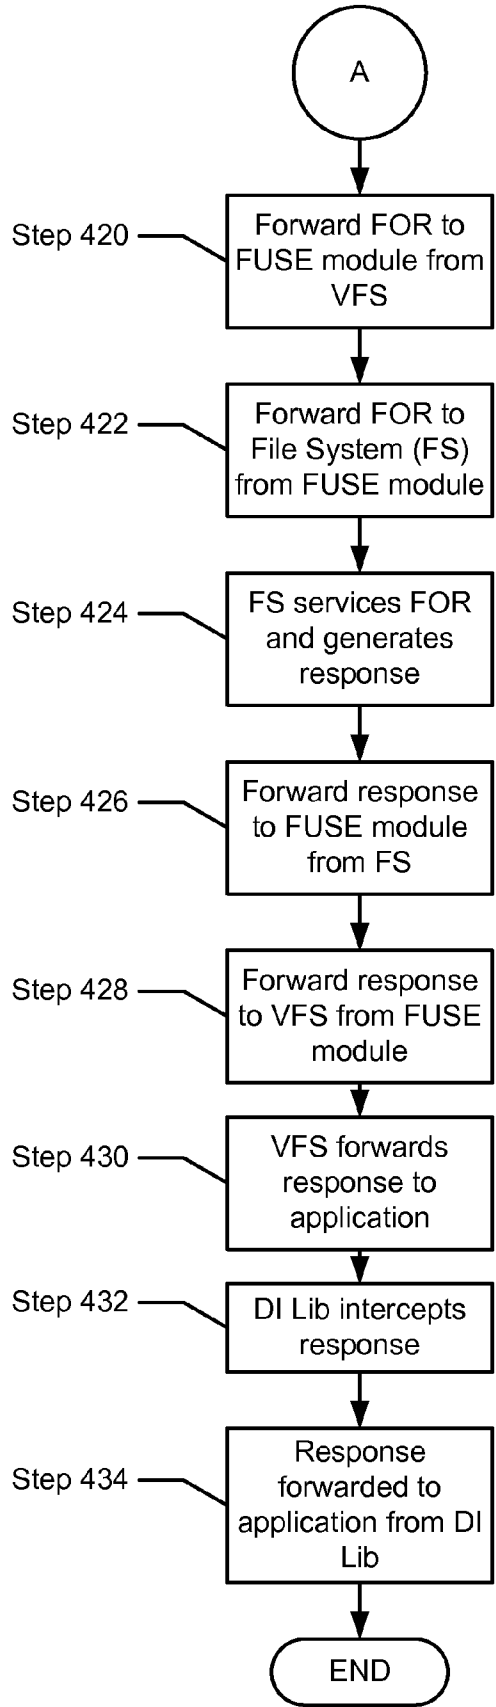 A
Step 420
Forward FOR to
FUSE module from
VFS
Step 422
Forward FOR to
File System (FS)
from FUSE module
Step 424
FS services FOR
and generates
response
Step 426
Forward response
to FUSE module
from FS
Step 428
Forward response
to VFS from FUSE
module
Step 430
VFS forwards
response to
application
Step 432
DI Lib intercepts
response
Step 434
Response
forwarded to
application from DI
Lib
END